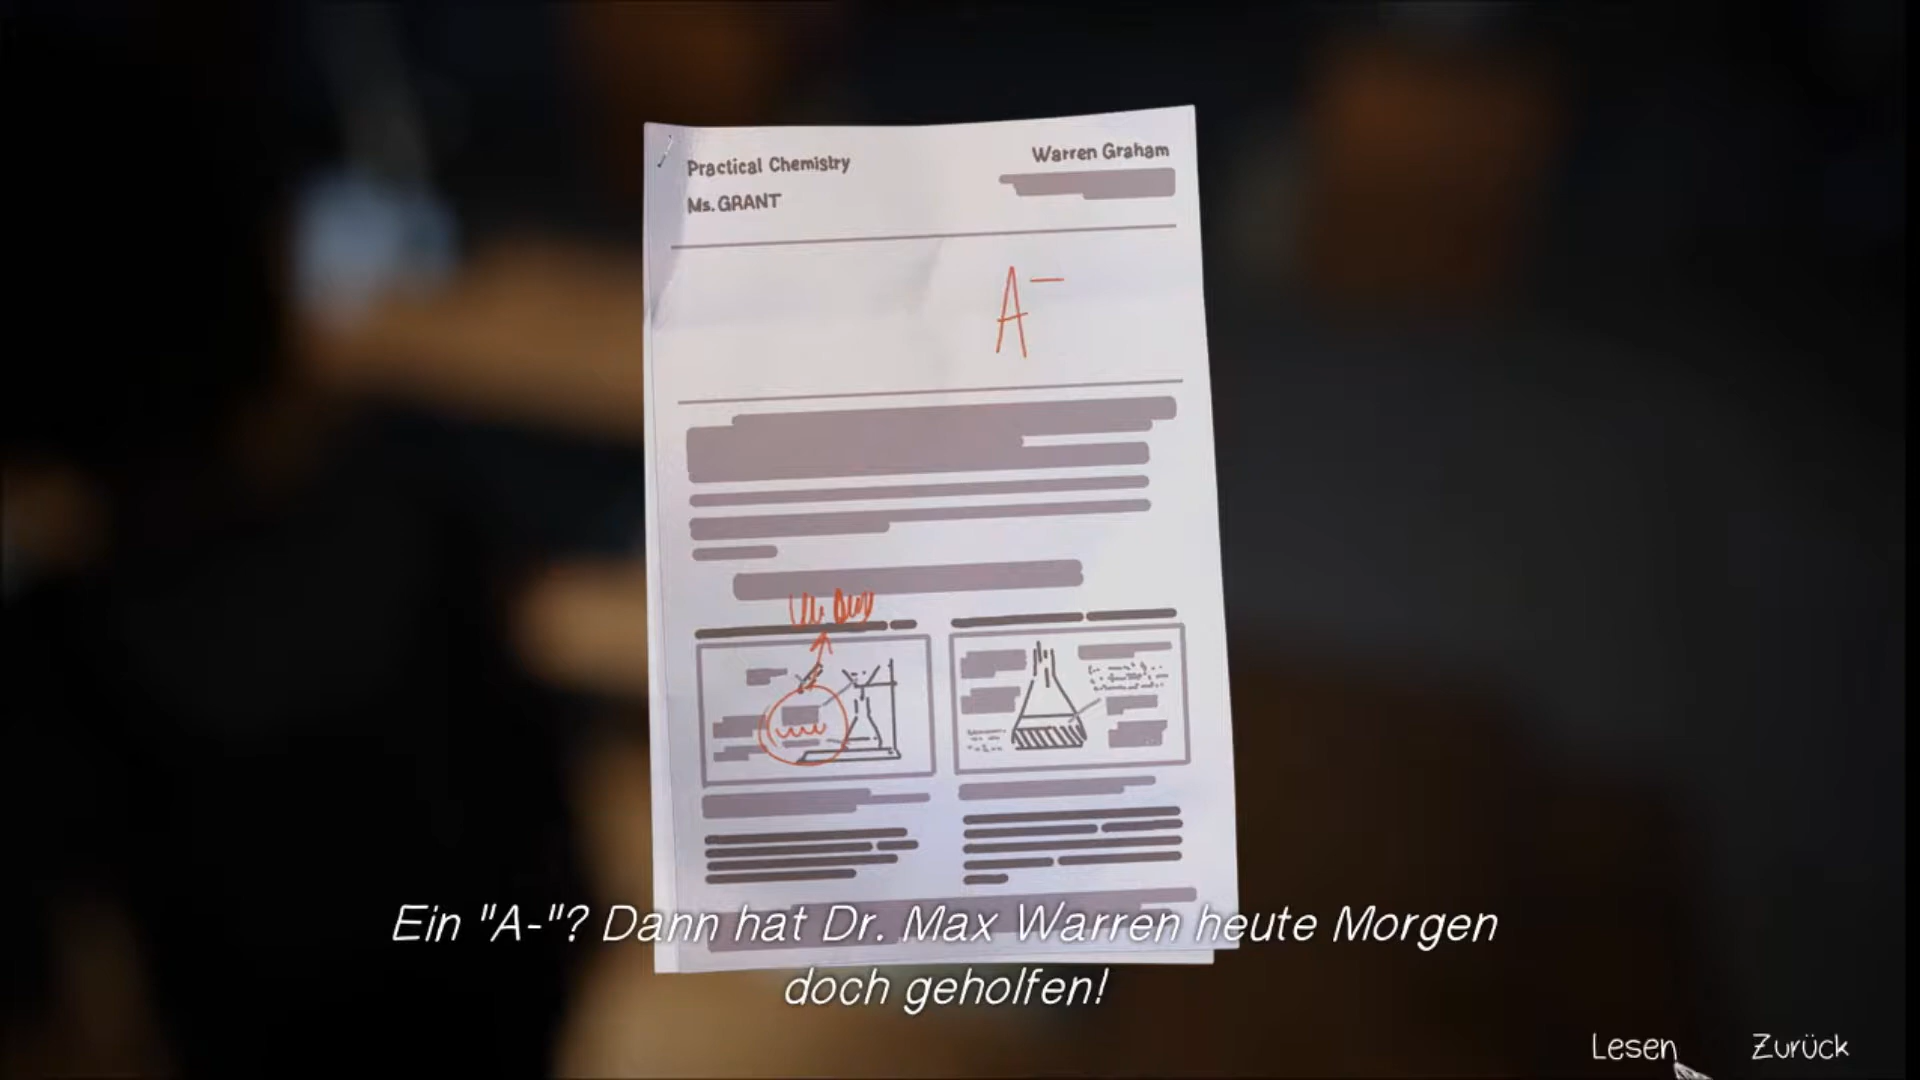 Practical Chemistry
Warren Graham
Ms. GRANT
A-
Ein "A-"? Dann hat Dr. Max Warren heute Morgen
doch geholfen!
Lesen
Zurück